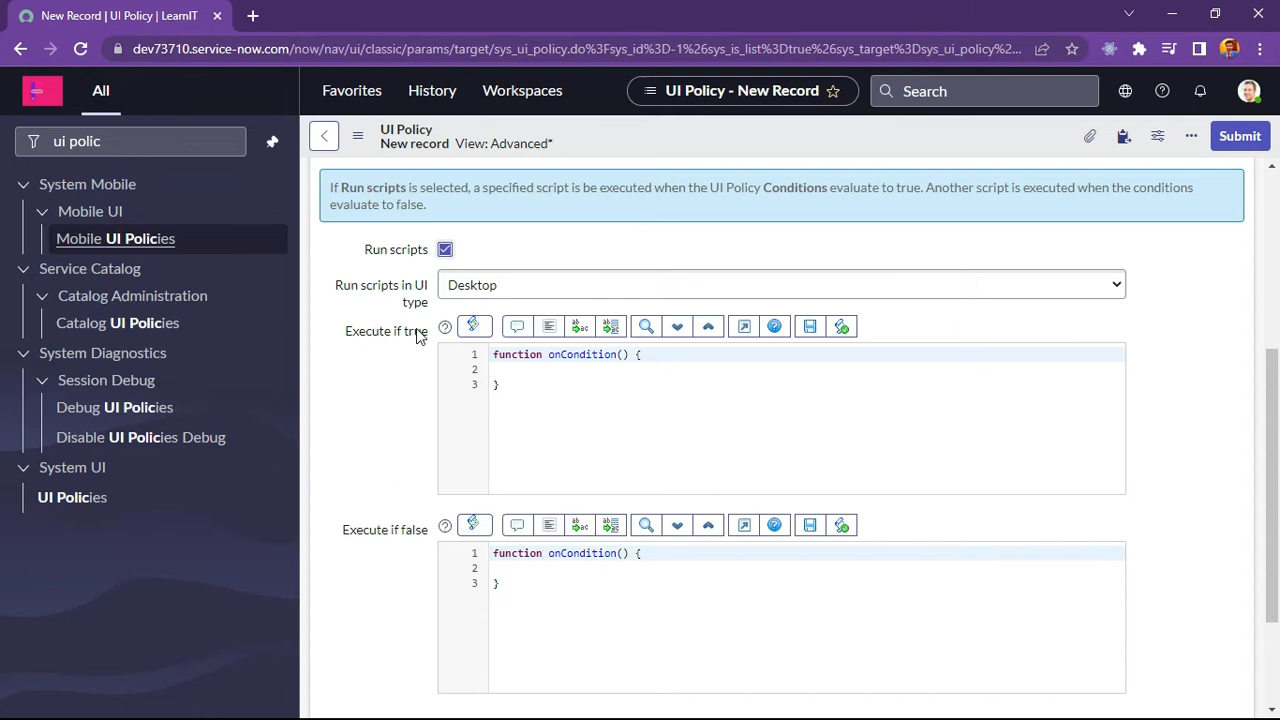 New Record | UI Policy | LearnIT
dev73710.service-now.com/now/nav/ui/classic/params/target/sys_ui_policy.do%3Fsys_id%3D-1%26sys_is_list%3Dtrue%26sys_target%3Dsys_ui_policy%2...
All
Favorites
History
Workspaces
UI Policy - New Record
Search
ui polic
UI Policy
New record View: Advanced*
Submit
System Mobile
Mobile UI
Mobile UI Policies
Service Catalog
Catalog Administration
Catalog UI Policies
System Diagnostics
Session Debug
Debug UI Policies
Disable UI Policies Debug
System UI
UI Policies
If Run scripts is selected, a specified script is executed when the UI Policy Conditions evaluate to true. Another script is executed when the conditions
evaluate to false.
Run scripts
Run scripts in UI
type
Desktop
Execute if true
1 function onCondition() {
2
3 }
Execute if false
1 function onCondition() {
2
3 }